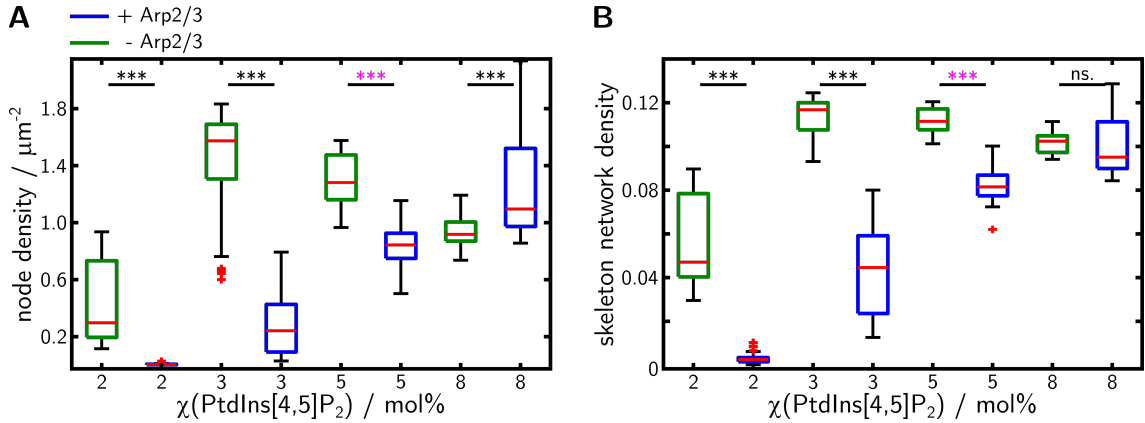 A
+ Arp2/3
- Arp2/3
*** *** *** ***
node density / μm-2
1.8
1.4
1.0
0.6
0.2
2 2 3 3 5 5 8 8
χ(PtdIns[4,5]P2) / mol%
B
*** *** *** ns.
skeleton network density
0.12
0.08
0.04
0
2 2 3 3 5 5 8 8
χ(PtdIns[4,5]P2) / mol%